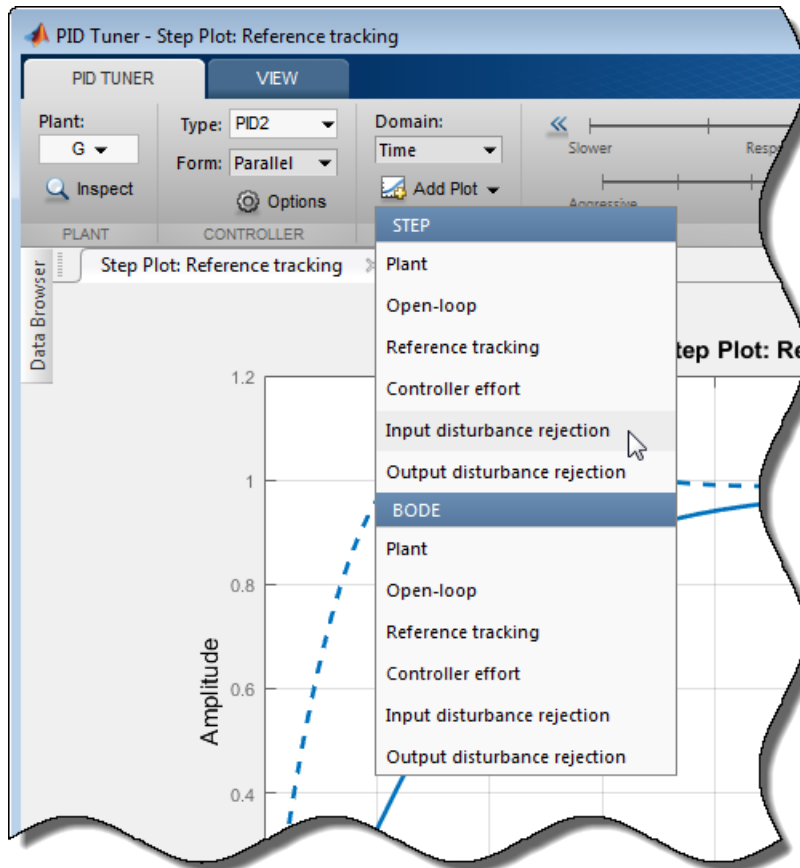 PID Tuner - Step Plot: Reference tracking
PID TUNER
VIEW
Plant:
G
Inspect
PLANT
Type: PID2
Form: Parallel
Options
CONTROLLER
Domain:
Time
Add Plot
Slower
Aggressive
Data Browser
Step Plot: Reference tracking
STEP
Plant
Open-loop
Reference tracking
Controller effort
Input disturbance rejection
Output disturbance rejection
BODE
Plant
Open-loop
Reference tracking
Controller effort
Input disturbance rejection
Output disturbance rejection
Plot:
1.2
1
0.8
0.6
0.4
Amplitude